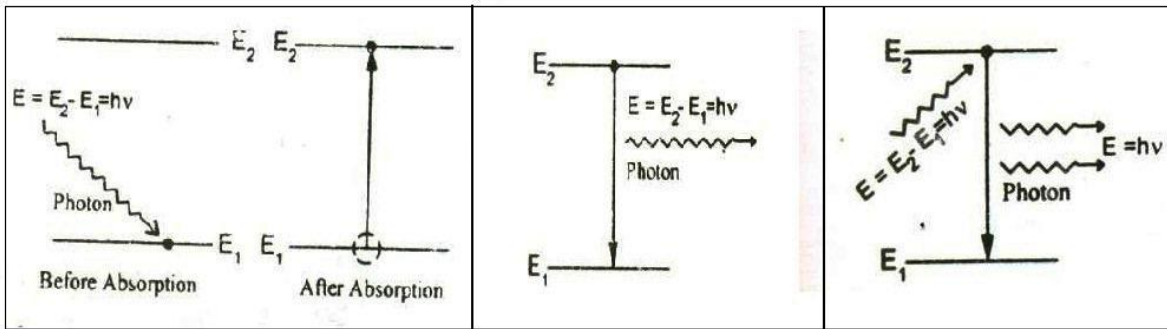 E₂ E₂
E = E₂- E₁=hν
Photon
E₁ E₁
Before Absorption After Absorption
E₂
E = E₂- E₁=hν
Photon
E₁
E₂
E = E₂- E₁=hν
E =hν
Photon
E₁